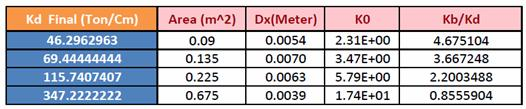 Kd Final (Ton/Cm) Area (m^2) Dx(Meter) K0 Kb/Kd
46.2962963 0.09 0.0054 2.31E+00 4.675104
69.44444444 0.135 0.0070 3.47E+00 3.667248
115.7407407 0.225 0.0063 5.79E+00 2.2003488
347.2222222 0.675 0.0039 1.74E+01 0.8555904